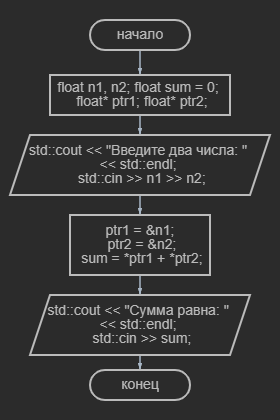 начало
float n1, n2; float sum = 0;
float* ptr1; float* ptr2;
std::cout << "Введите два числа: "
<< std::endl;
std::cin >> n1 >> n2;
ptr1 = &n1;
ptr2 = &n2;
sum = *ptr1 + *ptr2;
std::cout << "Сумма равна: "
<< std::endl;
std::cin >> sum;
конец